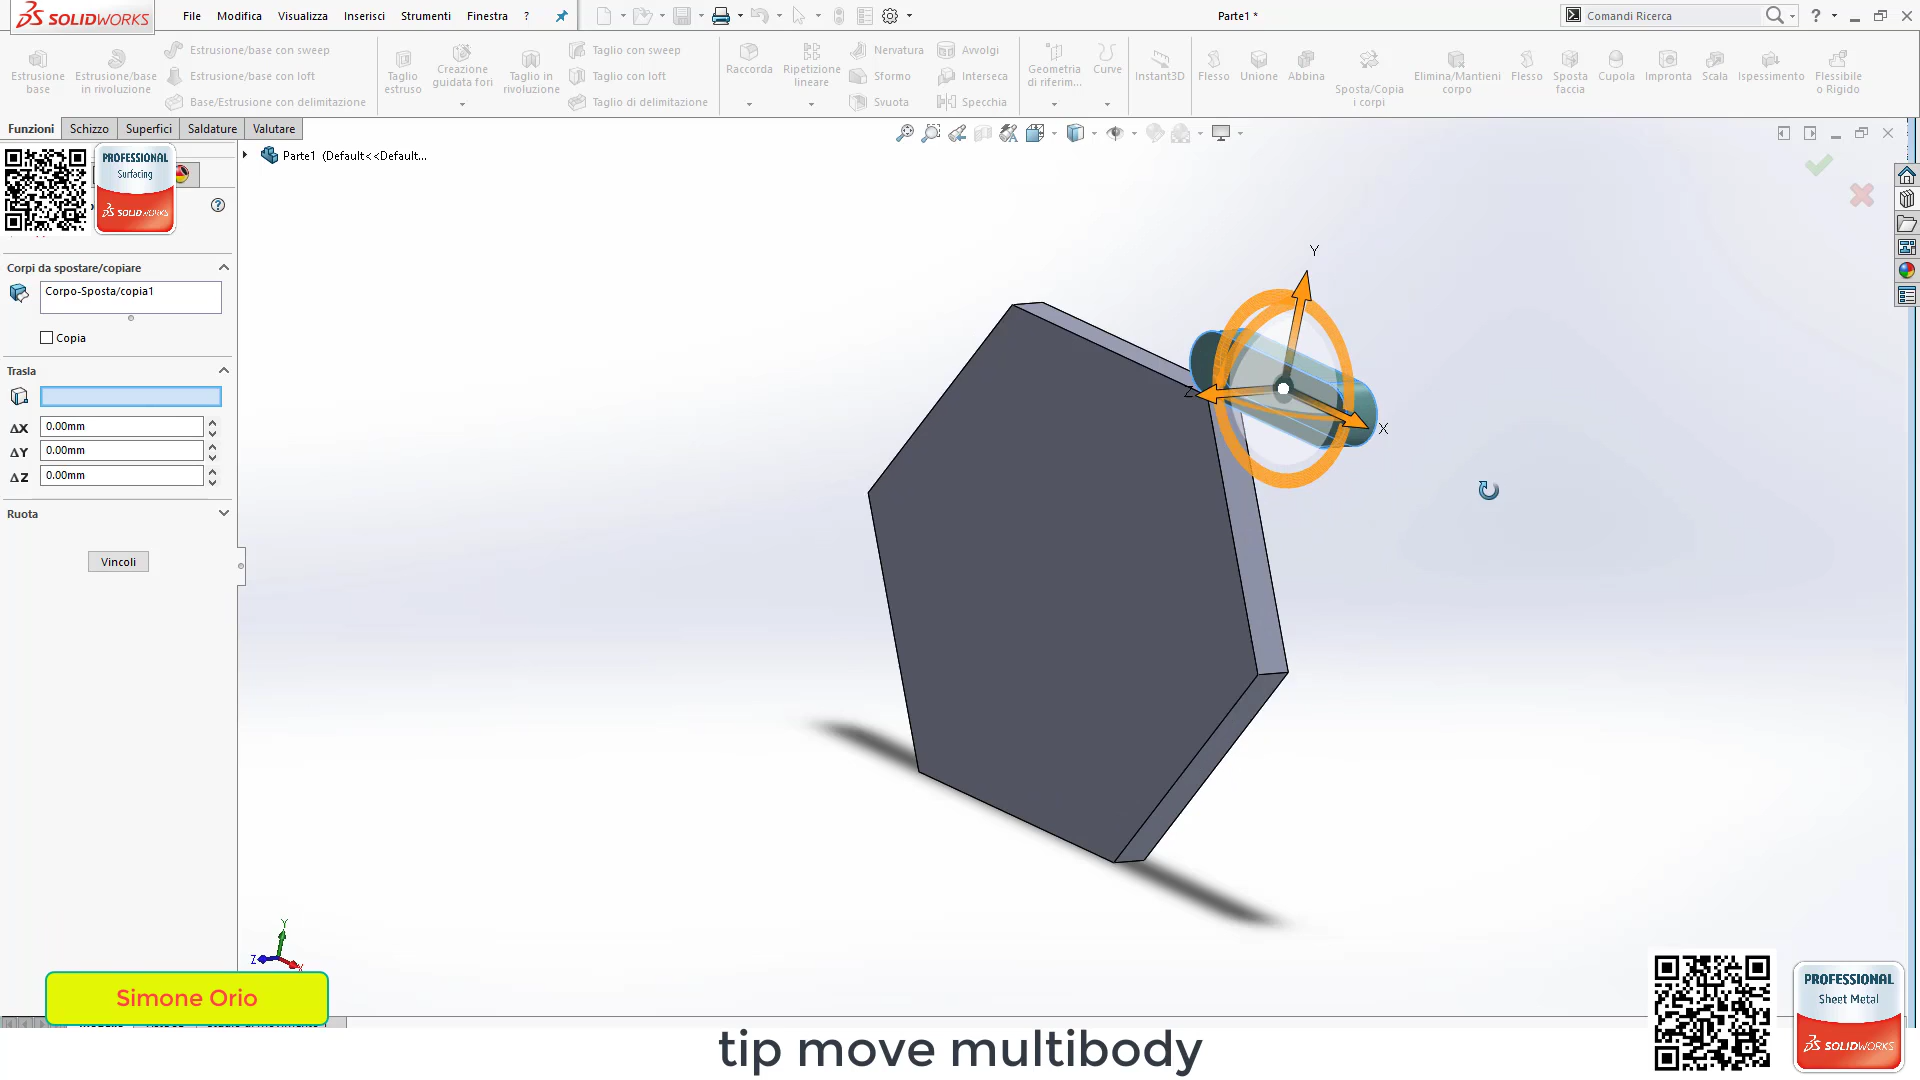 SOLIDWORKS
File Modifica Visualizza Inserisci Strumenti Finestra ?
Parte1 *
Comandi Ricerca
?
Estrusione base
Estrusione/base in rivoluzione
Estrusione/base con sweep
Estrusione/base con loft
Base/Estrusione con delimitazione
Taglio estruso
Creazione guidata fori
Taglio in rivoluzione
Taglio con sweep
Taglio con loft
Taglio di delimitazione
Raccorda
Ripetizione lineare
Nervatura
Sformo
Svuota
Avvolgi
Interseca
Specchia
Geometria di riferim...
Curve
Instant3D
Flesso
Unione
Abbina
Sposta/Copia i corpi
Elimina/Mantieni corpo
Flesso
Sposta faccia
Cupola
Impronta
Scala
Ispessimento
Flessibile o Rigido
Funzioni Schizzo Superfici Saldature Valutare
Parte1 (Default<<Default...
PROFESSIONAL
Surfacing
SOLIDWORKS
Corpi da spostare/copiare
Corpo-Sposta/copia1
Copia
Trasla
ΔX 0.00mm
ΔY 0.00mm
ΔZ 0.00mm
Ruota
Vincoli
Y
X
Z
Y
Z
X
Simone Orio
tip move multibody
PROFESSIONAL
Sheet Metal
SOLIDWORKS